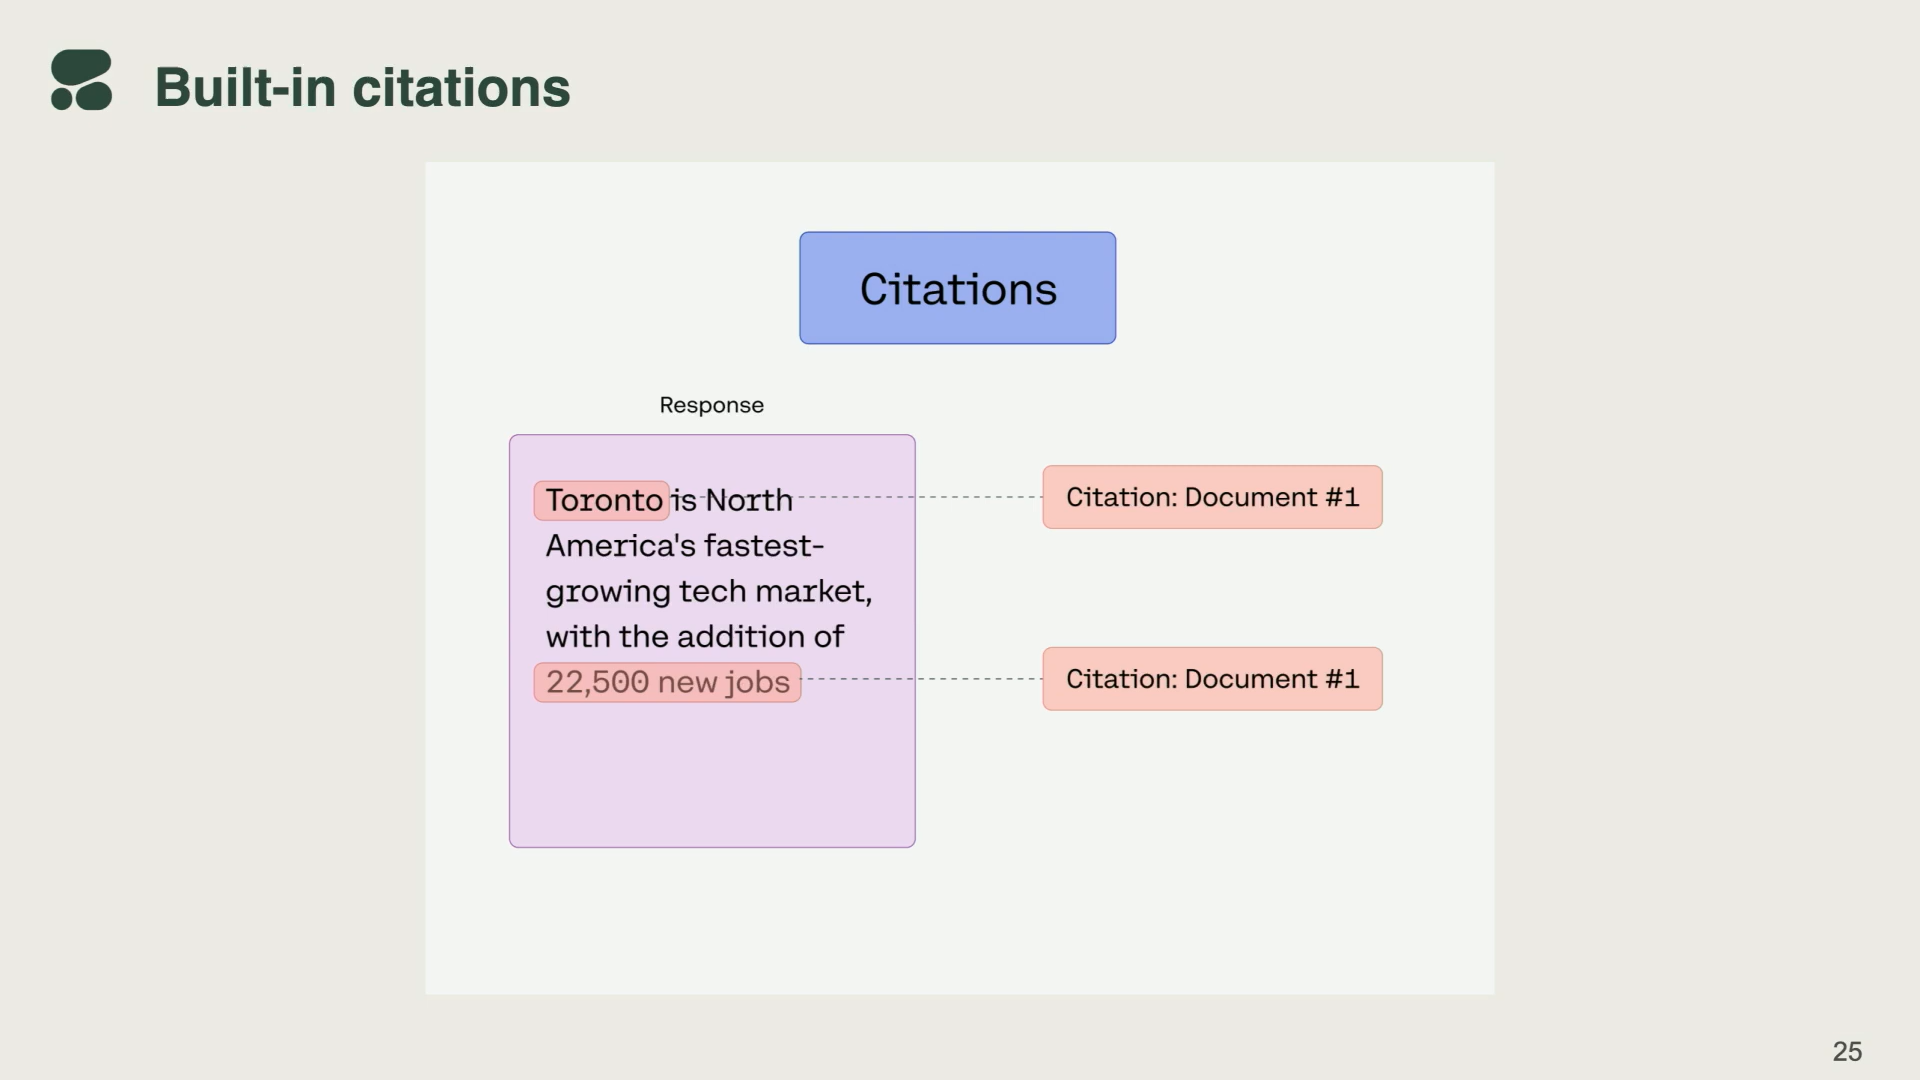 Built-in citations
Citations
Response
Toronto is North
America's fastest-
growing tech market,
with the addition of
22,500 new jobs
Citation: Document #1
Citation: Document #1
25